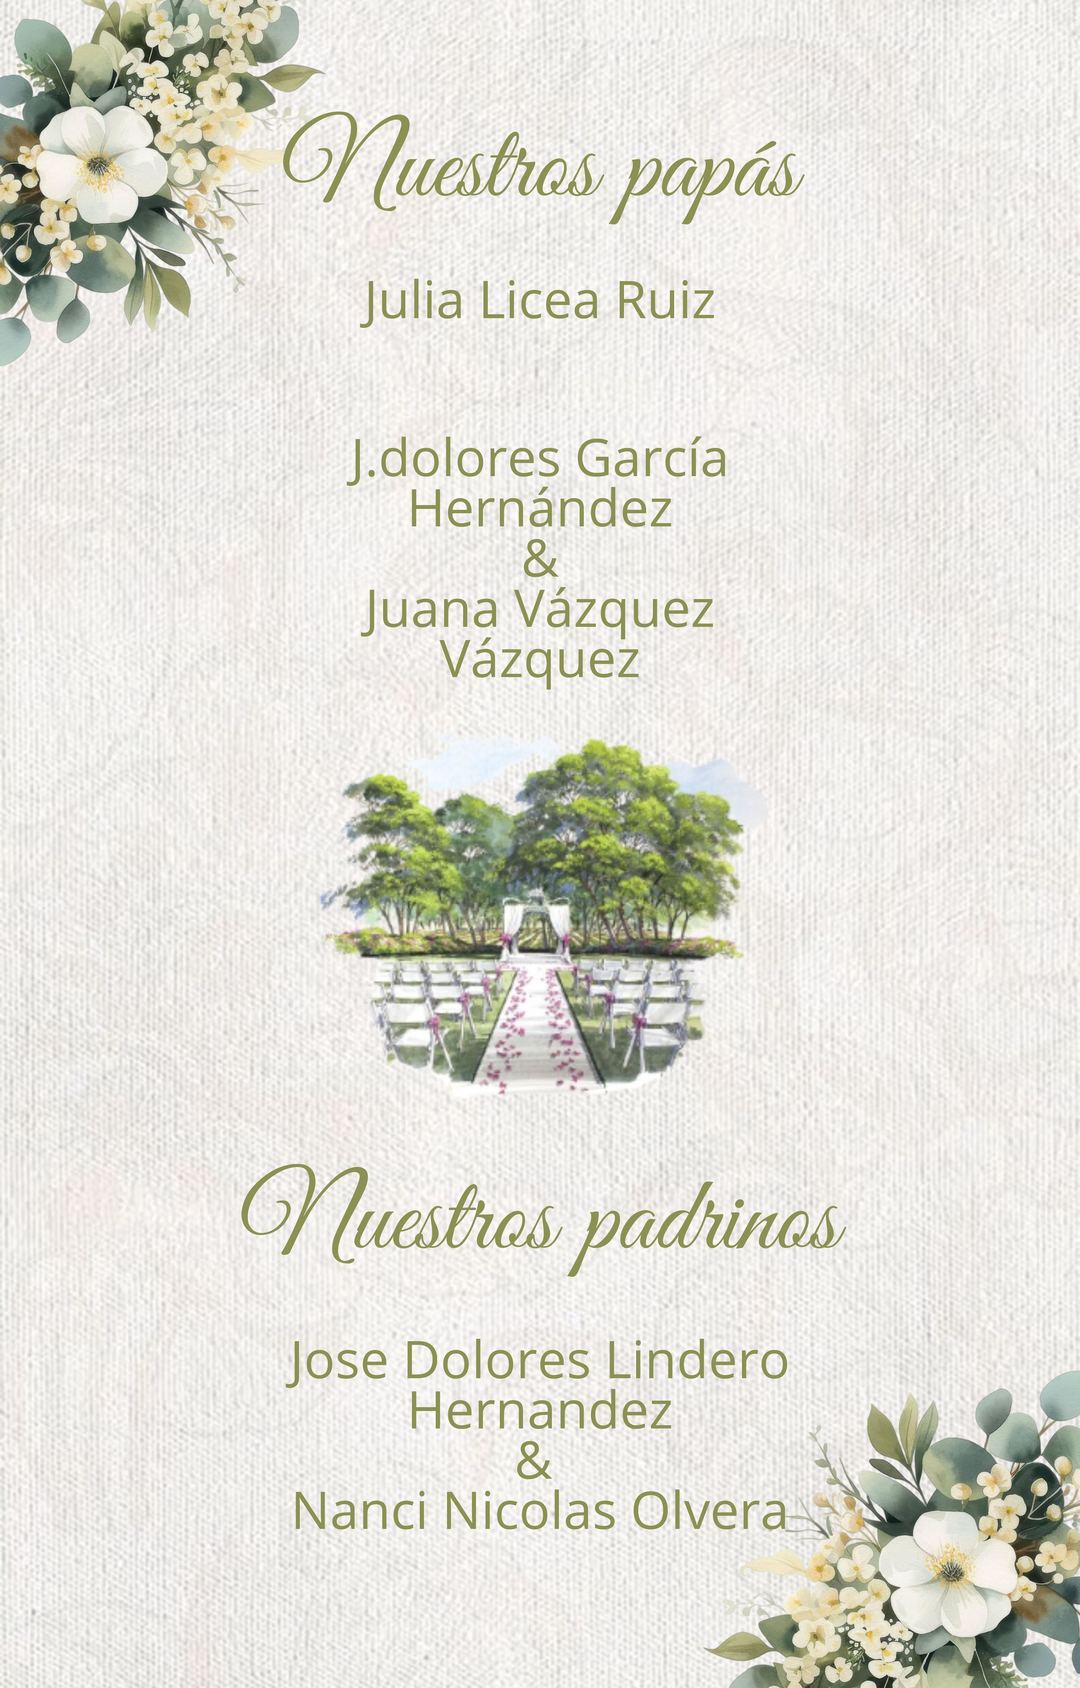 Nuestros papás
Julia Licea Ruiz
J.dolores García
Hernández
&
Juana Vázquez
Vázquez
Nuestros padrinos
Jose Dolores Lindero
Hernandez
&
Nanci Nicolas Olvera